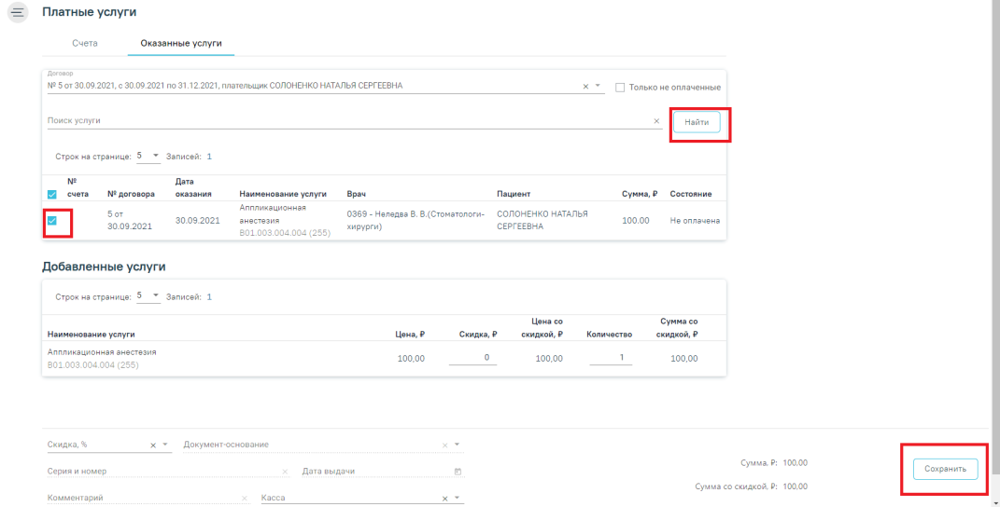 Платные услуги
Счета
Оказанные услуги
Договор
№ 5 от 30.09.2021, с 30.09.2021 по 31.12.2021, плательщик СОЛОНЕНКО НАТАЛЬЯ СЕРГЕЕВНА
Только не оплаченные
Поиск услуги
Найти
Строк на странице: 5 Записей: 1
№ счета
№ договора
Дата оказания
Наименование услуги
Врач
Пациент
Сумма, ₽
Состояние
5 от 30.09.2021
30.09.2021
Аппликационная анестезия
B01.003.004.004 (255)
0369 - Неледва В. В.(Стоматологи-хирурги)
СОЛОНЕНКО НАТАЛЬЯ СЕРГЕЕВНА
100.00
Не оплачена
Добавленные услуги
Строк на странице: 5 Записей: 1
Наименование услуги
Цена, ₽
Скидка, ₽
Цена со скидкой, ₽
Количество
Сумма со скидкой, ₽
Аппликационная анестезия
B01.003.004.004 (255)
100,00
0
100,00
1
100,00
Скидка, %
Документ-основание
Серия и номер
Дата выдачи
Комментарий
Касса
Сумма, ₽: 100.00
Сумма со скидкой, ₽: 100.00
Сохранить